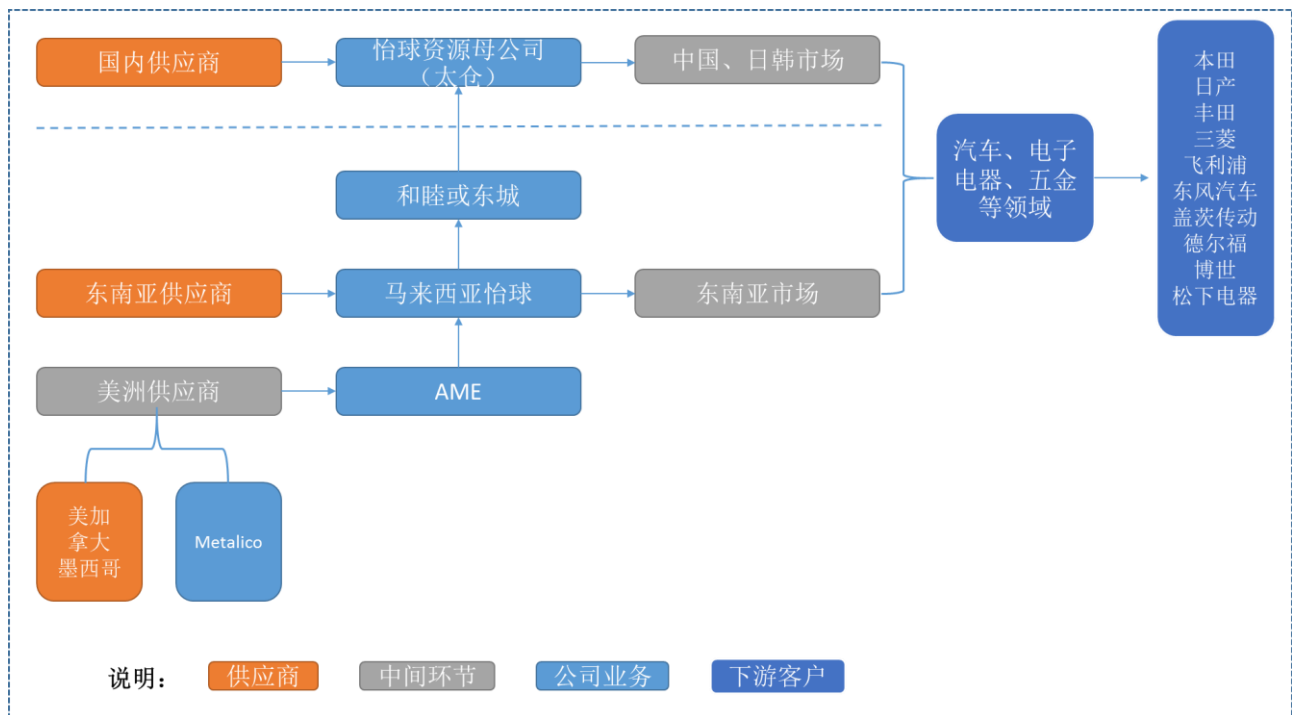 国内供应商
怡球资源母公司
（太仓）
中国、日韩市场
本田
日产
丰田
三菱
飞利浦
东风汽车
盖茨传动
德尔福
博世
松下电器
汽车、电子
电器、五金
等领域
和睦或东城
东南亚供应商
马来西亚怡球
东南亚市场
美洲供应商
AME
美加
拿大
墨西哥
Metalico
说明：
供应商
中间环节
公司业务
下游客户